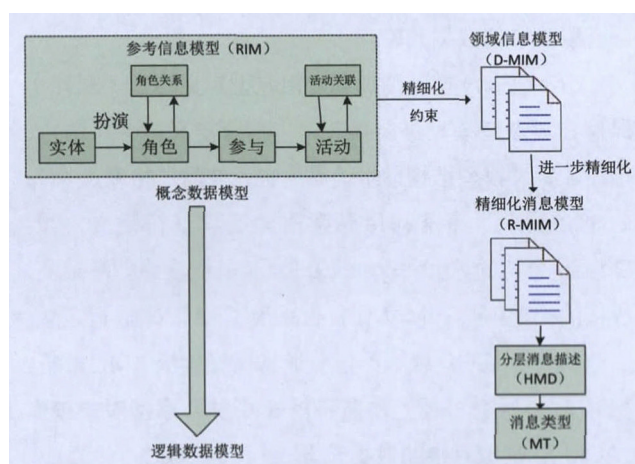 参考信息模型（RIM）
角色关系
活动关联
扮演
实体
角色
参与
活动
精细化
约束
领域信息模型
（D-MIM）
进一步精细化
精细化消息模型
（R-MIM）
概念数据模型
逻辑数据模型
分层消息描述
（HMD）
消息类型
（MT）